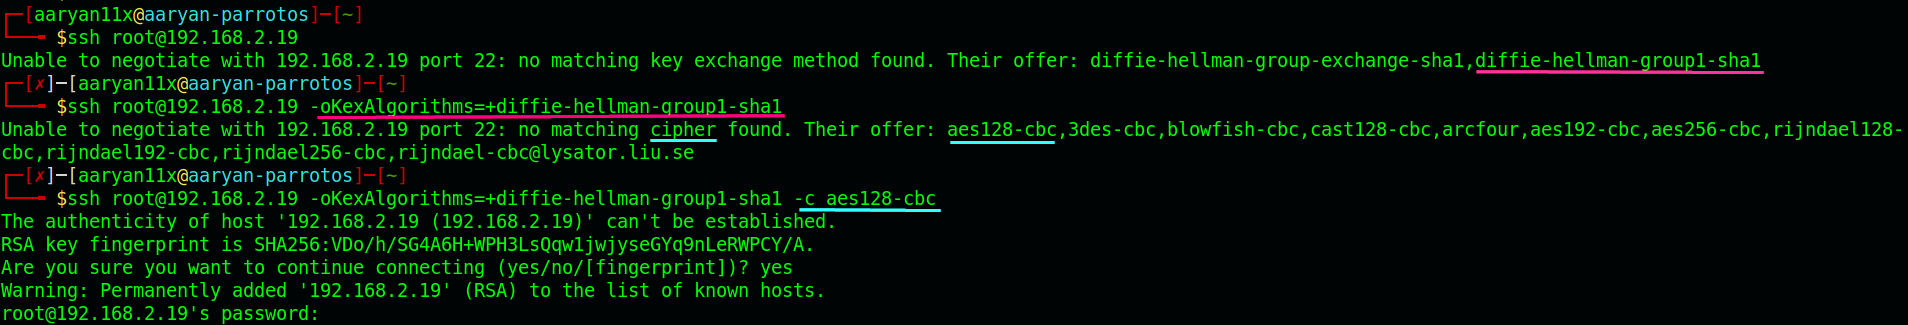 ┌─[aaryan11x@aaryan-parrotos]─[~]
└──╼ $ssh root@192.168.2.19
Unable to negotiate with 192.168.2.19 port 22: no matching key exchange method found. Their offer: diffie-hellman-group-exchange-sha1,diffie-hellman-group1-sha1
┌─[✗]─[aaryan11x@aaryan-parrotos]─[~]
└──╼ $ssh root@192.168.2.19 -oKexAlgorithms=+diffie-hellman-group1-sha1
Unable to negotiate with 192.168.2.19 port 22: no matching cipher found. Their offer: aes128-cbc,3des-cbc,blowfish-cbc,cast128-cbc,arcfour,aes192-cbc,aes256-cbc,rijndael128-
cbc,rijndael192-cbc,rijndael256-cbc,rijndael-cbc@lysator.liu.se
┌─[✗]─[aaryan11x@aaryan-parrotos]─[~]
└──╼ $ssh root@192.168.2.19 -oKexAlgorithms=+diffie-hellman-group1-sha1 -c aes128-cbc
The authenticity of host '192.168.2.19 (192.168.2.19)' can't be established.
RSA key fingerprint is SHA256:VDo/h/SG4A6H+WPH3LsQqw1jwjyseGYq9nLeRWPCY/A.
Are you sure you want to continue connecting (yes/no/[fingerprint])? yes
Warning: Permanently added '192.168.2.19' (RSA) to the list of known hosts.
root@192.168.2.19's password: